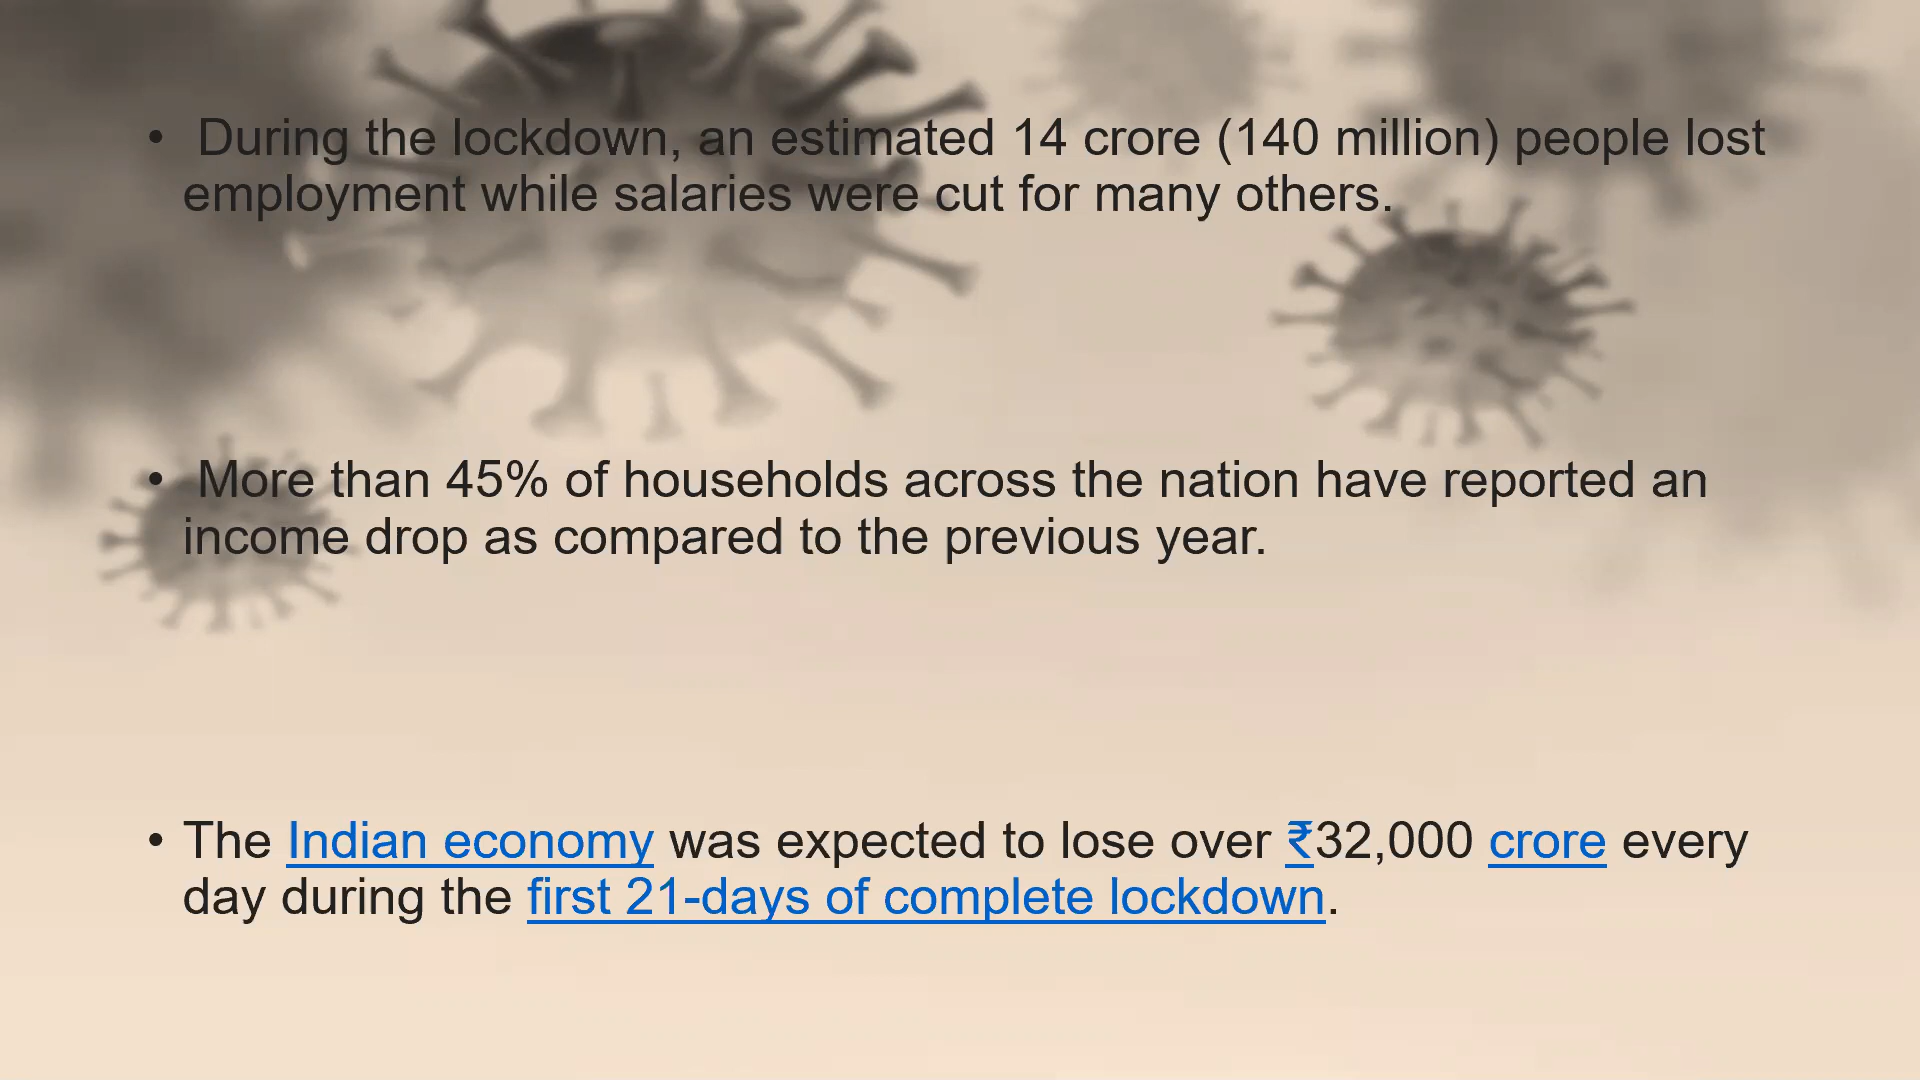 • During the lockdown, an estimated 14 crore (140 million) people lost
employment while salaries were cut for many others.
• More than 45% of households across the nation have reported an
income drop as compared to the previous year.
• The Indian economy was expected to lose over ₹32,000 crore every
day during the first 21-days of complete lockdown.